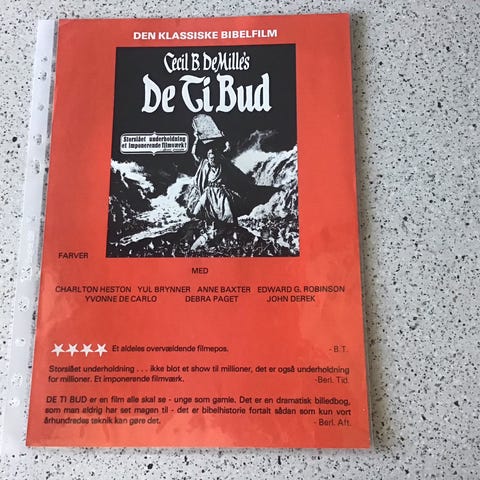 DEN KLASSISKE BIBELFILM
Cecil B. DeMille's
De Ti Bud
Storslået underholdning
et imponerende filmværk!
FARVER
MED
CHARLTON HESTON YUL BRYNNER ANNE BAXTER EDWARD G. ROBINSON
YVONNE DE CARLO DEBRA PAGET JOHN DEREK
Et aldeles overvældende filmepos. - B.T.
Storslået underholdning . . . ikke blot et show til millioner, det er også underholdning
for millioner. Et imponerende filmværk. -Berl. Tid.
DE TI BUD er en film alle skal se - unge som gamle. Det er en dramatisk billedbog,
som man aldrig har set magen til - det er bibelhistorie fortalt sådan som kun vort
århundredes teknik kan gøre det. - Berl. Aft.